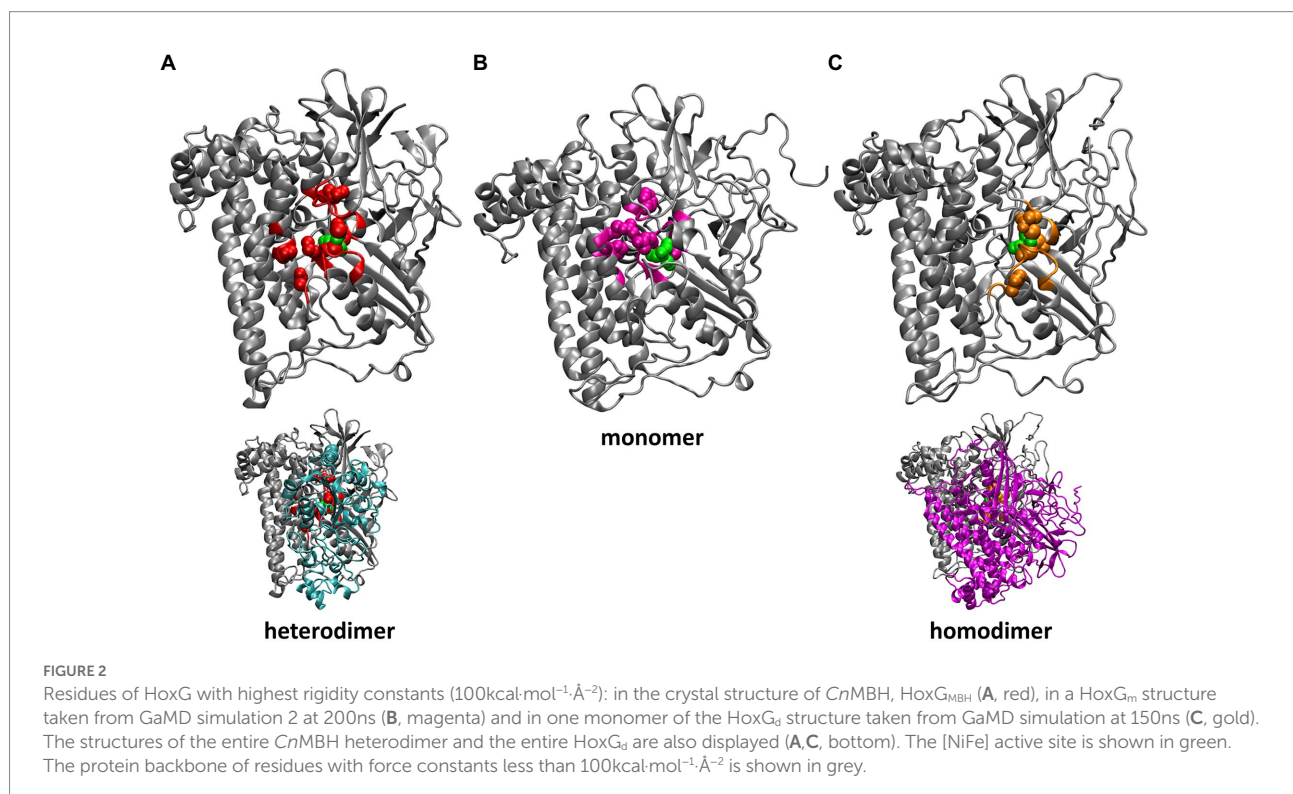 A
B
C
monomer
heterodimer
homodimer
FIGURE 2
Residues of HoxG with highest rigidity constants (100kcal·mol⁻¹·Å⁻²): in the crystal structure of CnMBH, HoxG_MBH (A, red), in a HoxG_m structure
taken from GaMD simulation 2 at 200ns (B, magenta) and in one monomer of the HoxG_d structure taken from GaMD simulation at 150ns (C, gold).
The structures of the entire CnMBH heterodimer and the entire HoxG_d are also displayed (A,C, bottom). The [NiFe] active site is shown in green.
The protein backbone of residues with force constants less than 100kcal·mol⁻¹·Å⁻² is shown in grey.